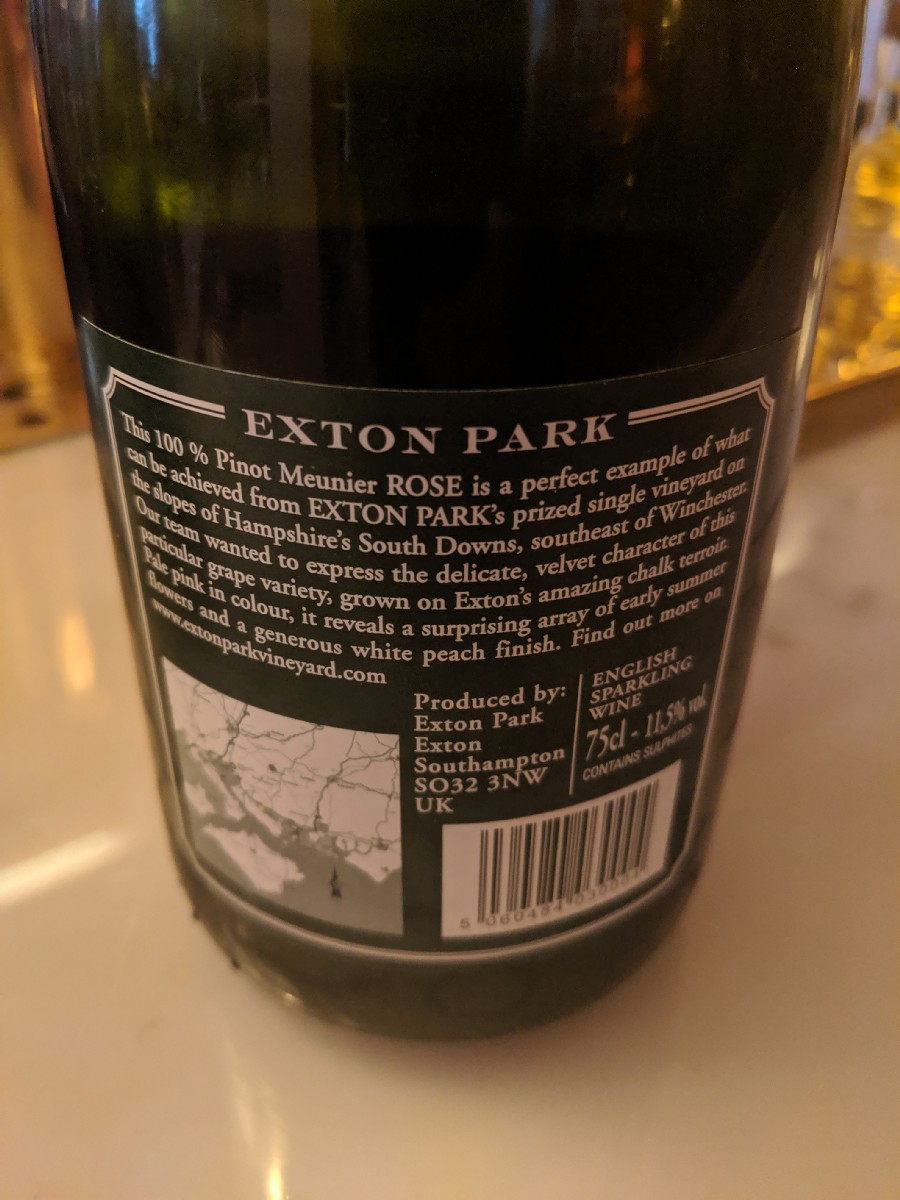 EXTON PARK
This 100 % Pinot Meunier ROSE is a perfect example of what
can be achieved from EXTON PARK's prized single vineyard on
the slopes of Hampshire's South Downs, southeast of Winchester.
Our team wanted to express the delicate, velvet character of this
particular grape variety, grown on Exton's amazing chalk terroir.
Pale pink in colour, it reveals a surprising array of early summer
flowers and a generous white peach finish. Find out more on
www.extonparkvineyard.com
Produced by:
Exton Park
Exton
Southampton
SO32 3NW
UK
ENGLISH
SPARKLING
WINE
75cl - 11,5% vol.
CONTAINS SULPHITES
5 060484